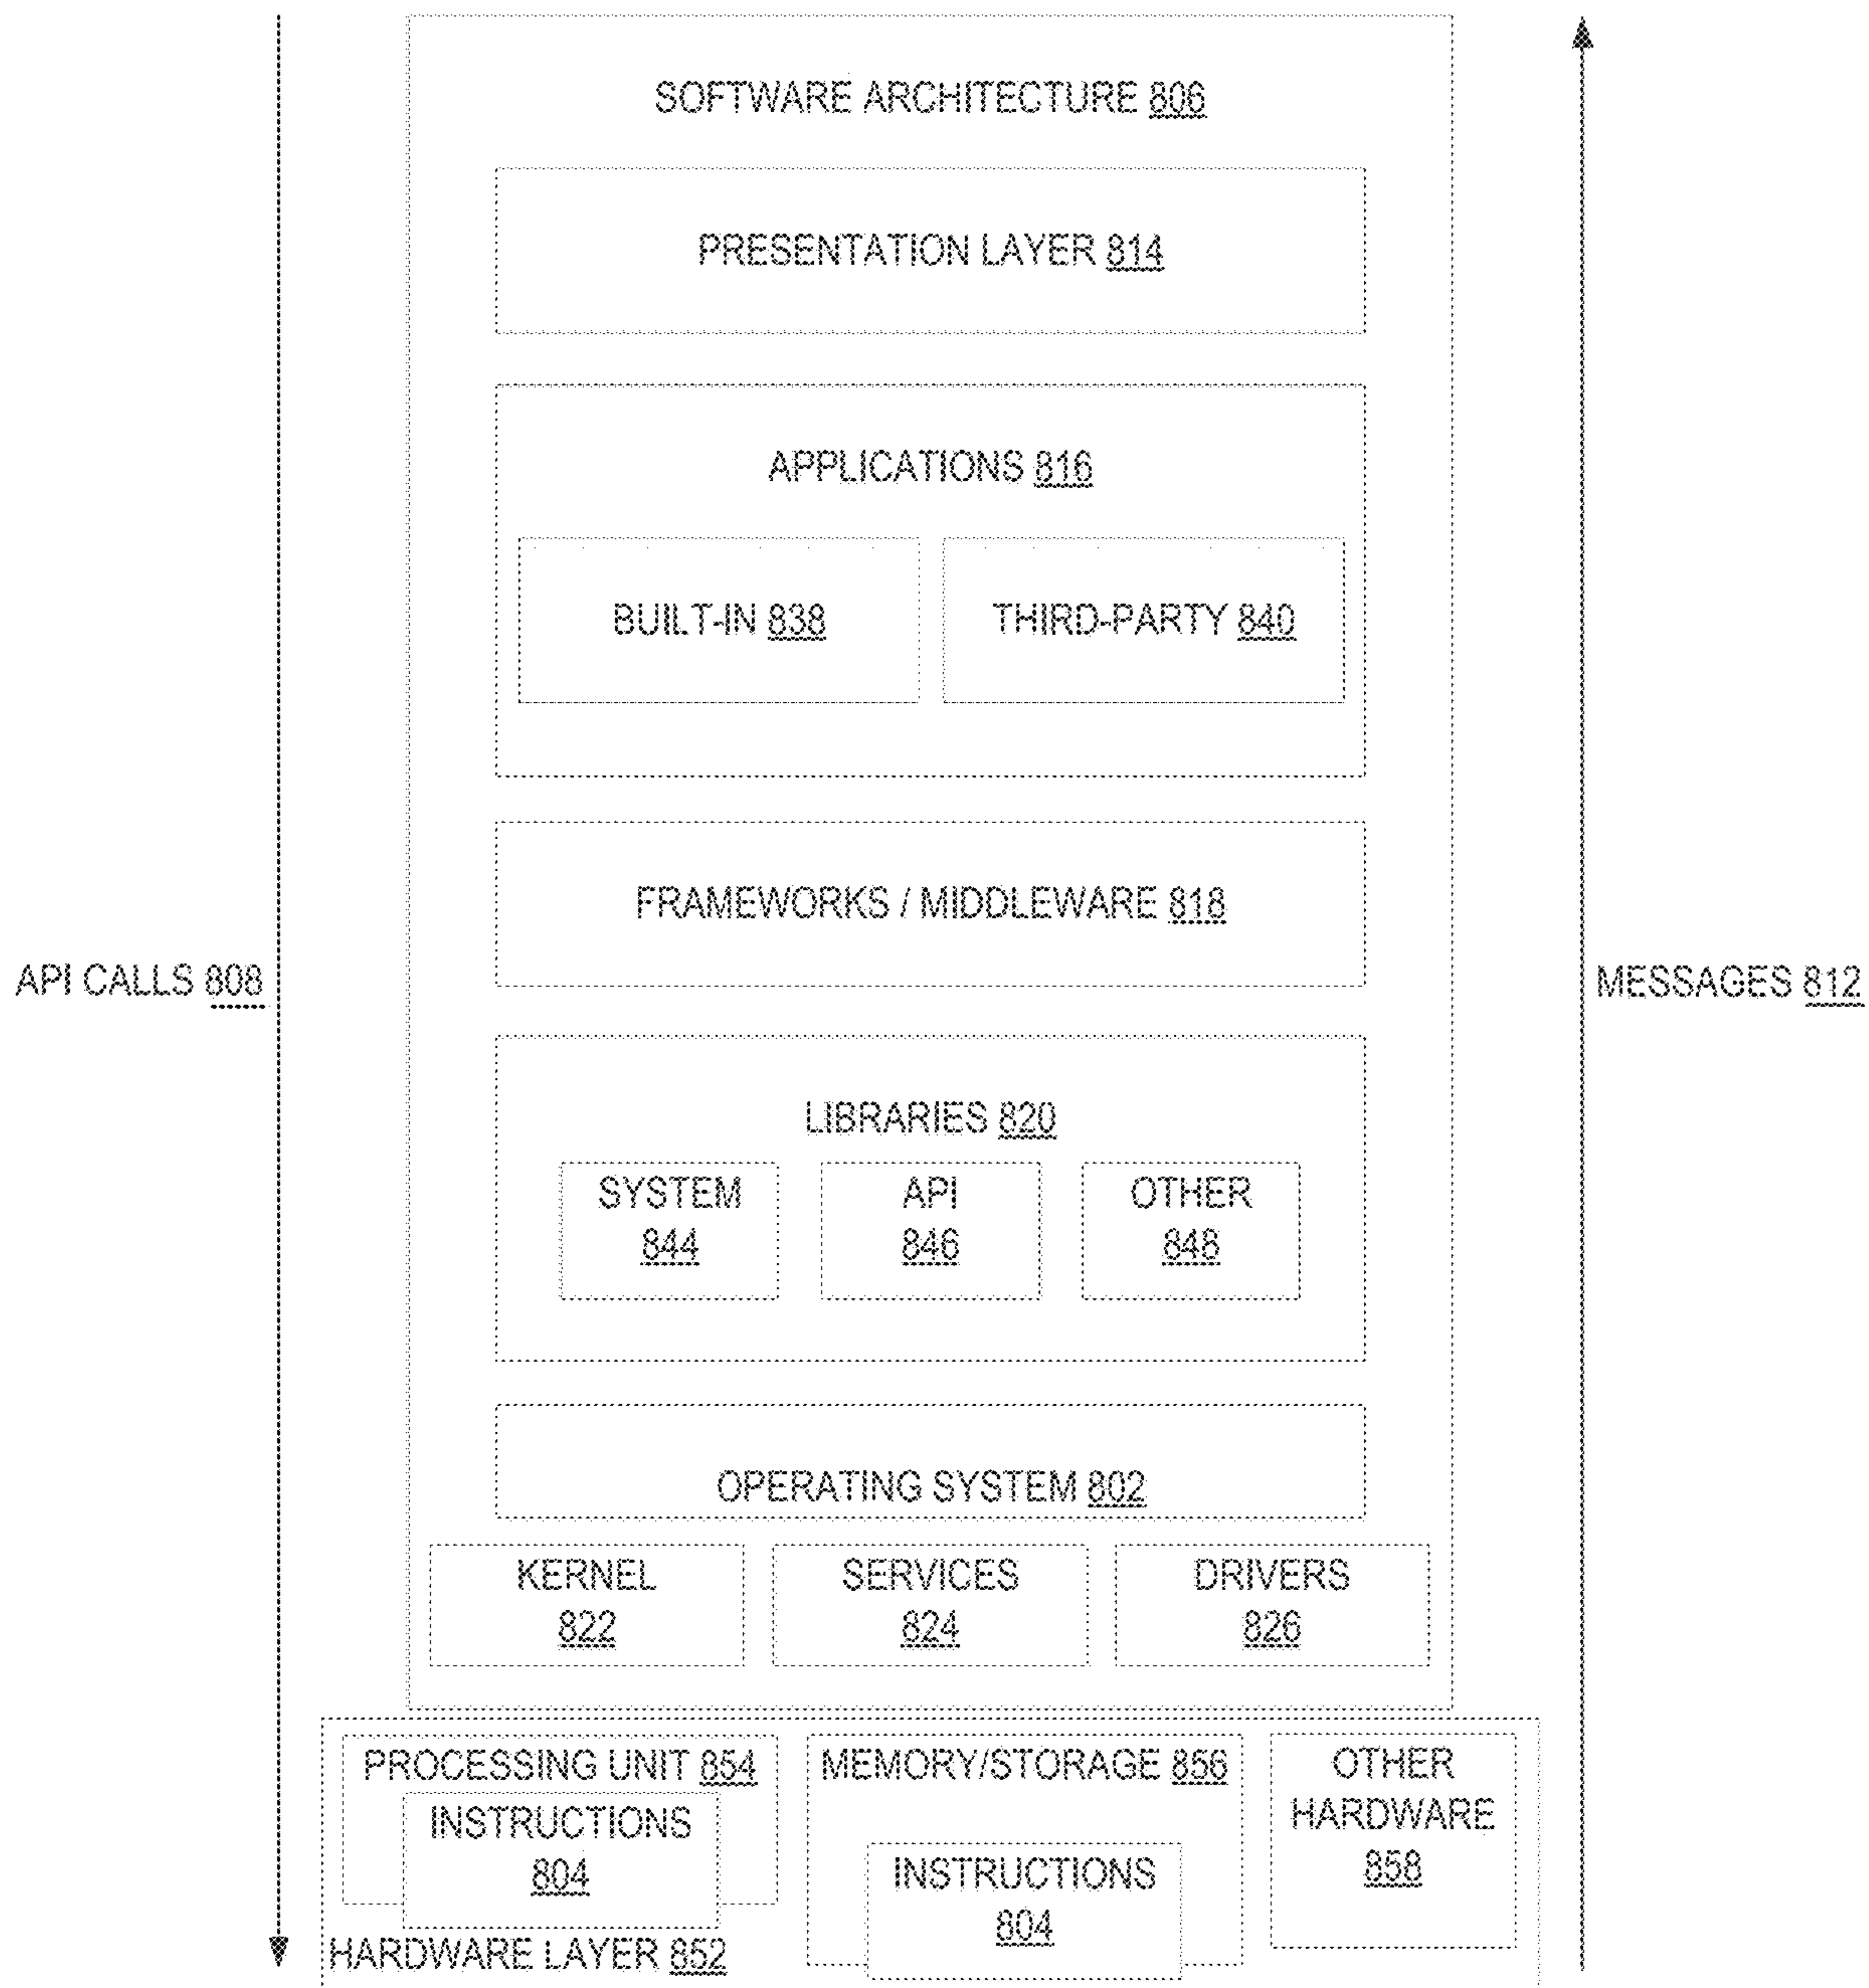 SOFTWARE ARCHITECTURE 806
PRESENTATION LAYER 814
APPLICATIONS 816
BUILT-IN 838
THIRD-PARTY 840
FRAMEWORKS / MIDDLEWARE 818
API CALLS 808
MESSAGES 812
LIBRARIES 820
SYSTEM
844
API
846
OTHER
848
OPERATING SYSTEM 802
KERNEL
822
SERVICES
824
DRIVERS
826
PROCESSING UNIT 854
INSTRUCTIONS
804
MEMORY/STORAGE 856
INSTRUCTIONS
804
OTHER
HARDWARE
858
HARDWARE LAYER 852